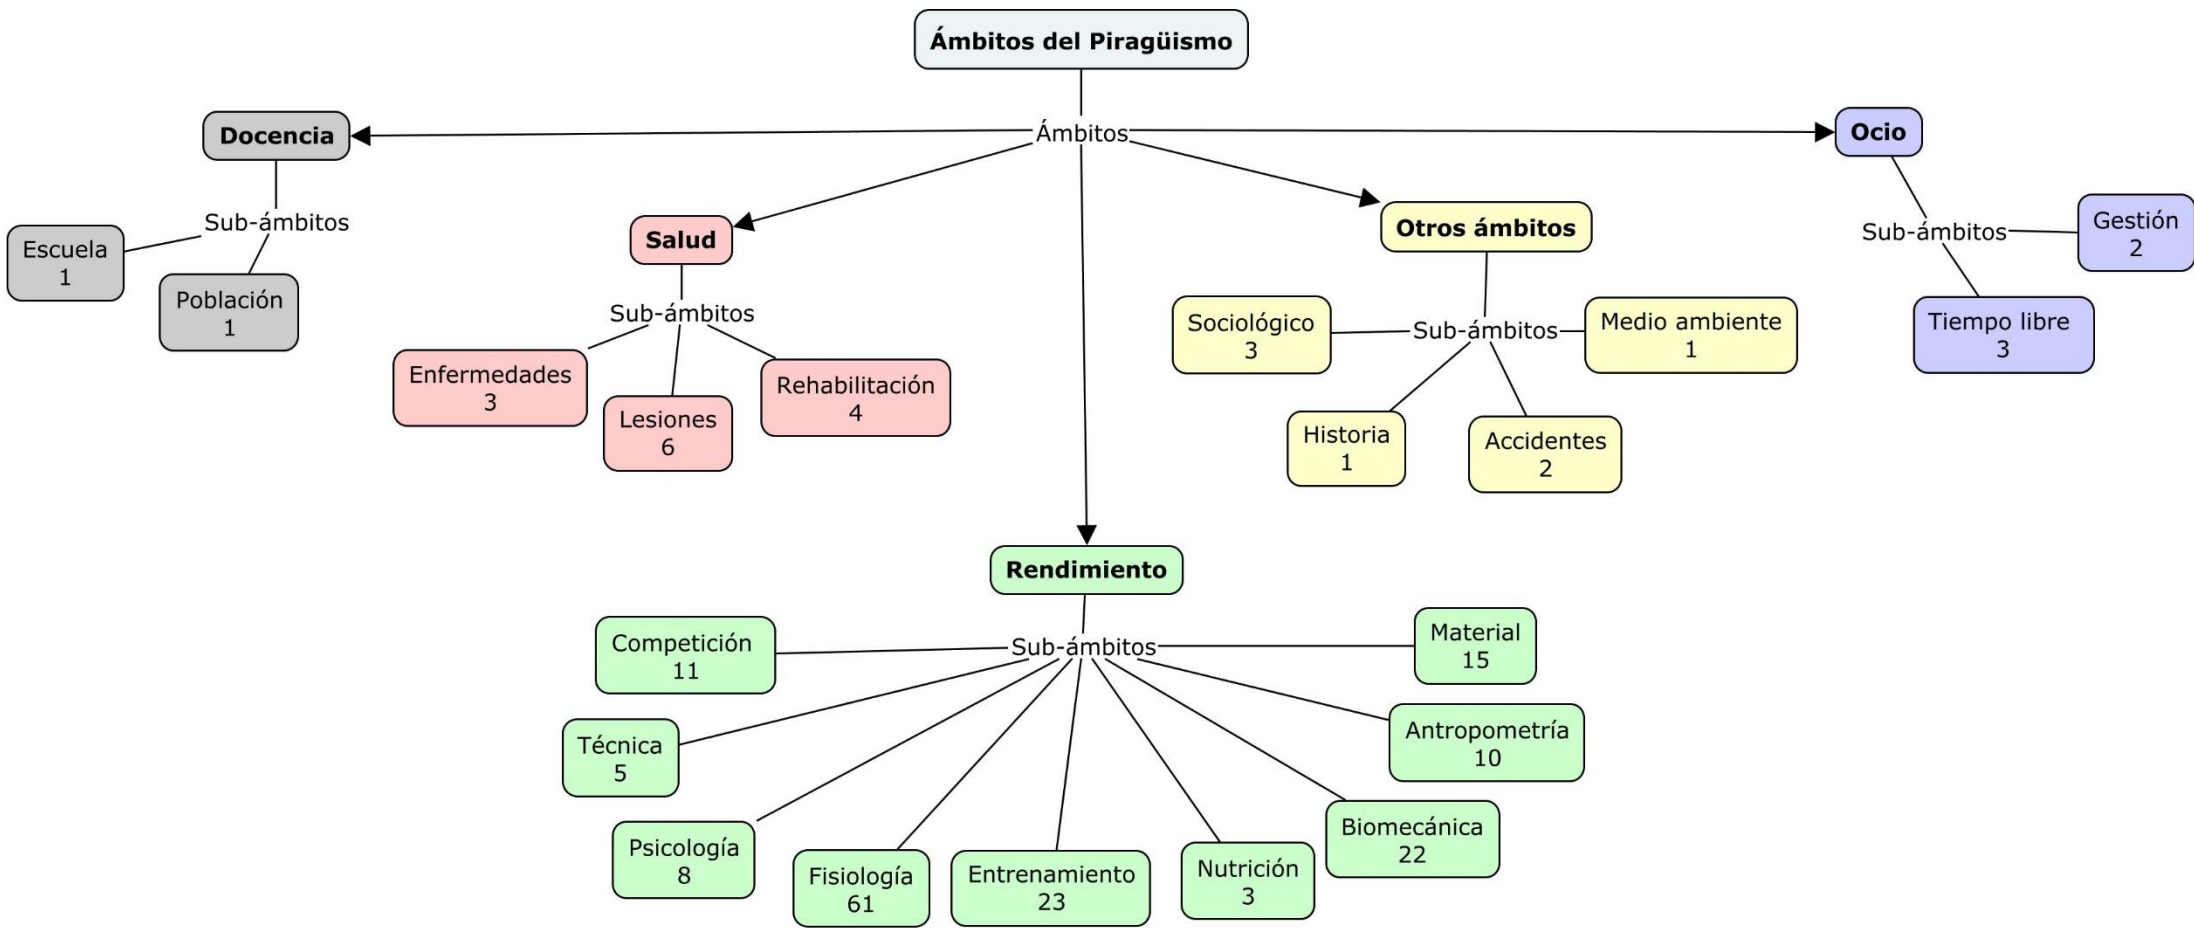 Ámbitos del Piragüismo
Ámbitos
Docencia
Sub-ámbitos
Escuela
1
Población
1
Salud
Sub-ámbitos
Enfermedades
3
Lesiones
6
Rehabilitación
4
Otros ámbitos
Sub-ámbitos
Sociológico
3
Medio ambiente
1
Historia
1
Accidentes
2
Ocio
Sub-ámbitos
Gestión
2
Tiempo libre
3
Rendimiento
Sub-ámbitos
Competición
11
Técnica
5
Psicología
8
Fisiología
61
Entrenamiento
23
Nutrición
3
Biomecánica
22
Antropometría
10
Material
15